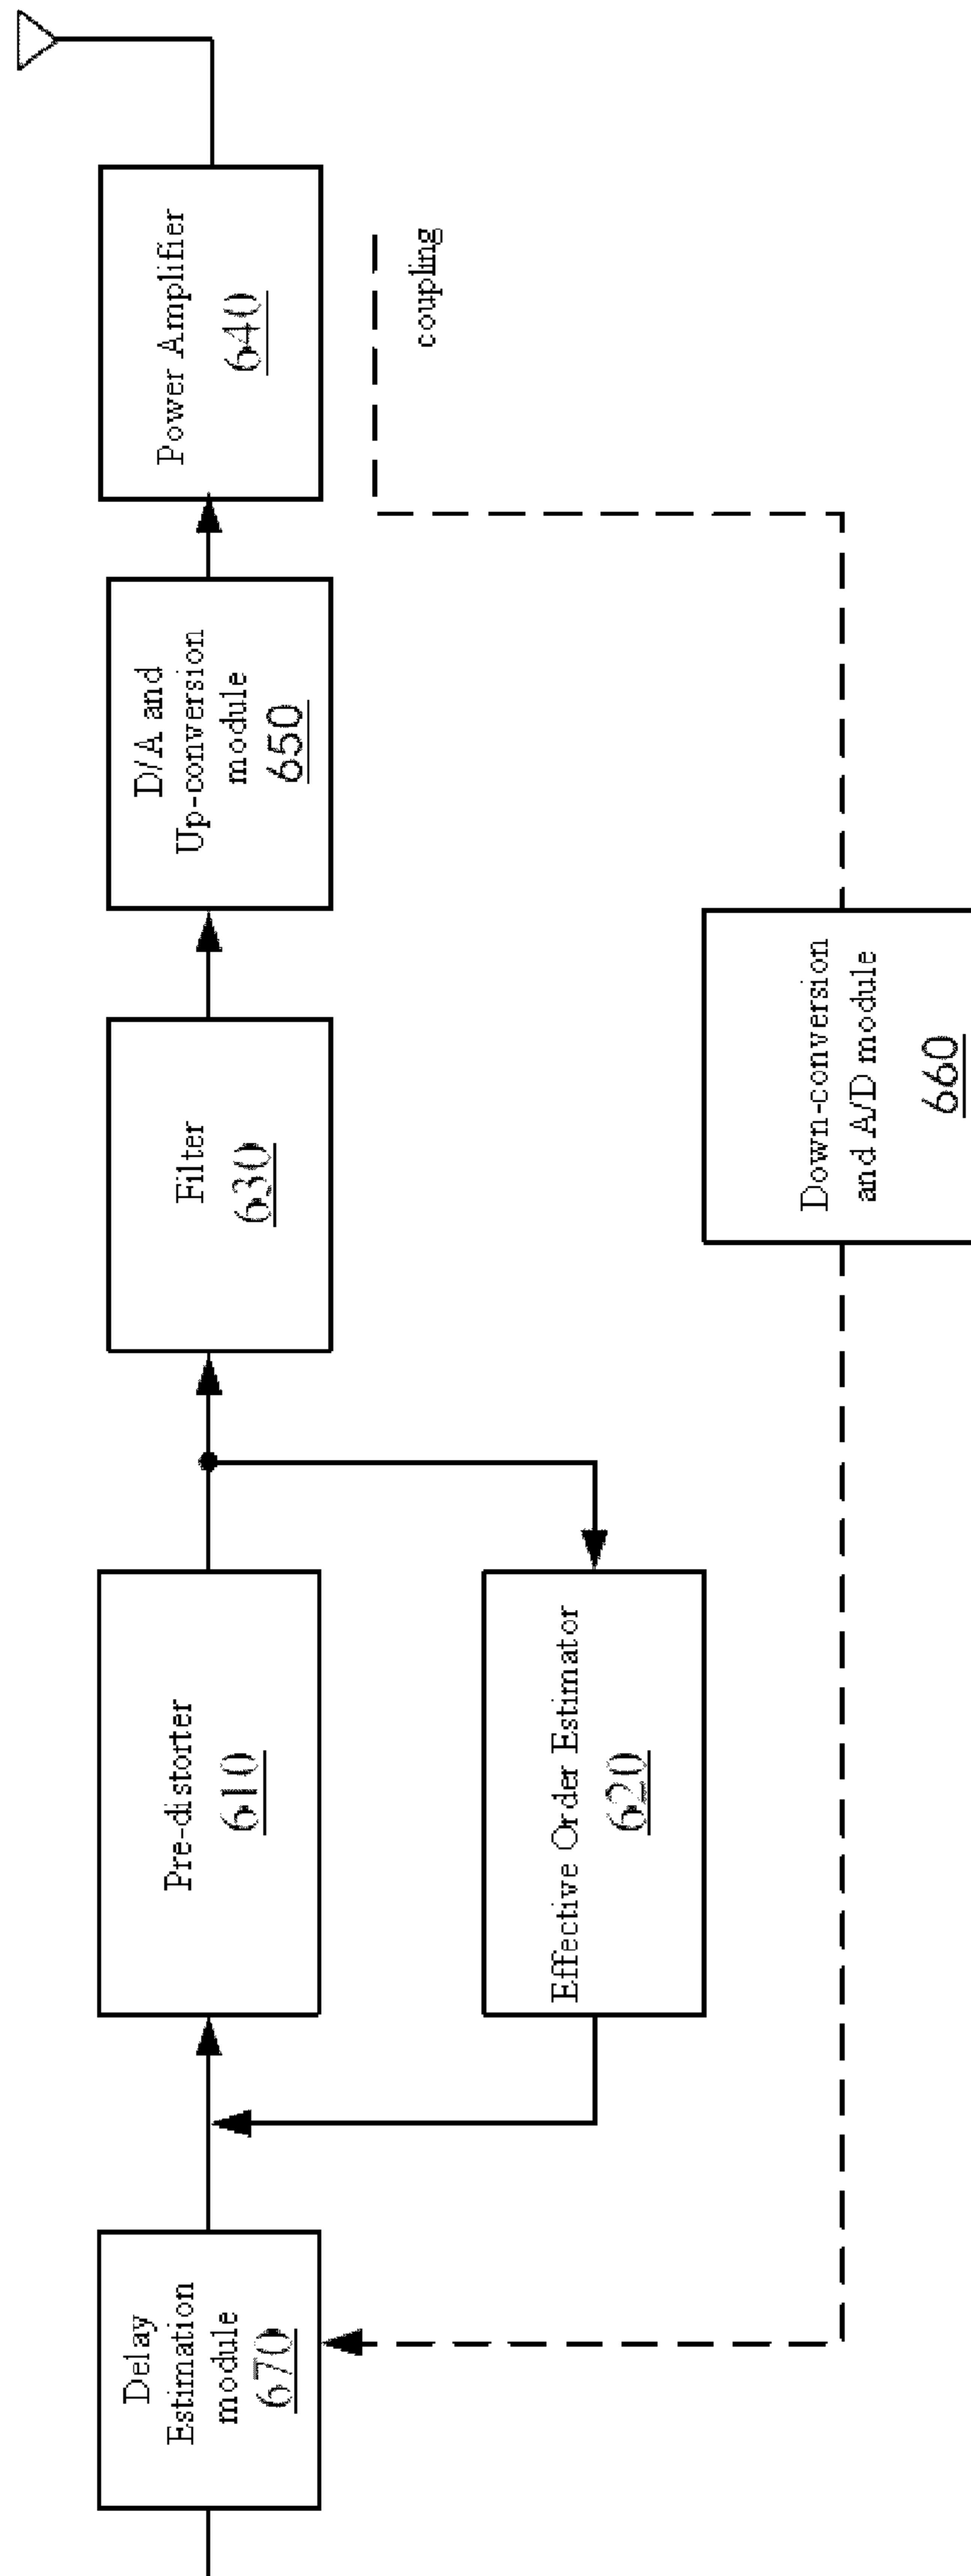 Delay
Estimation
module
670
Pre-distorter
610
Effective Order Estimator
620
Filter
630
D/A and
Up-conversion
module
650
Power Amplifier
640
coupling
Down-conversion
and A/D module
660